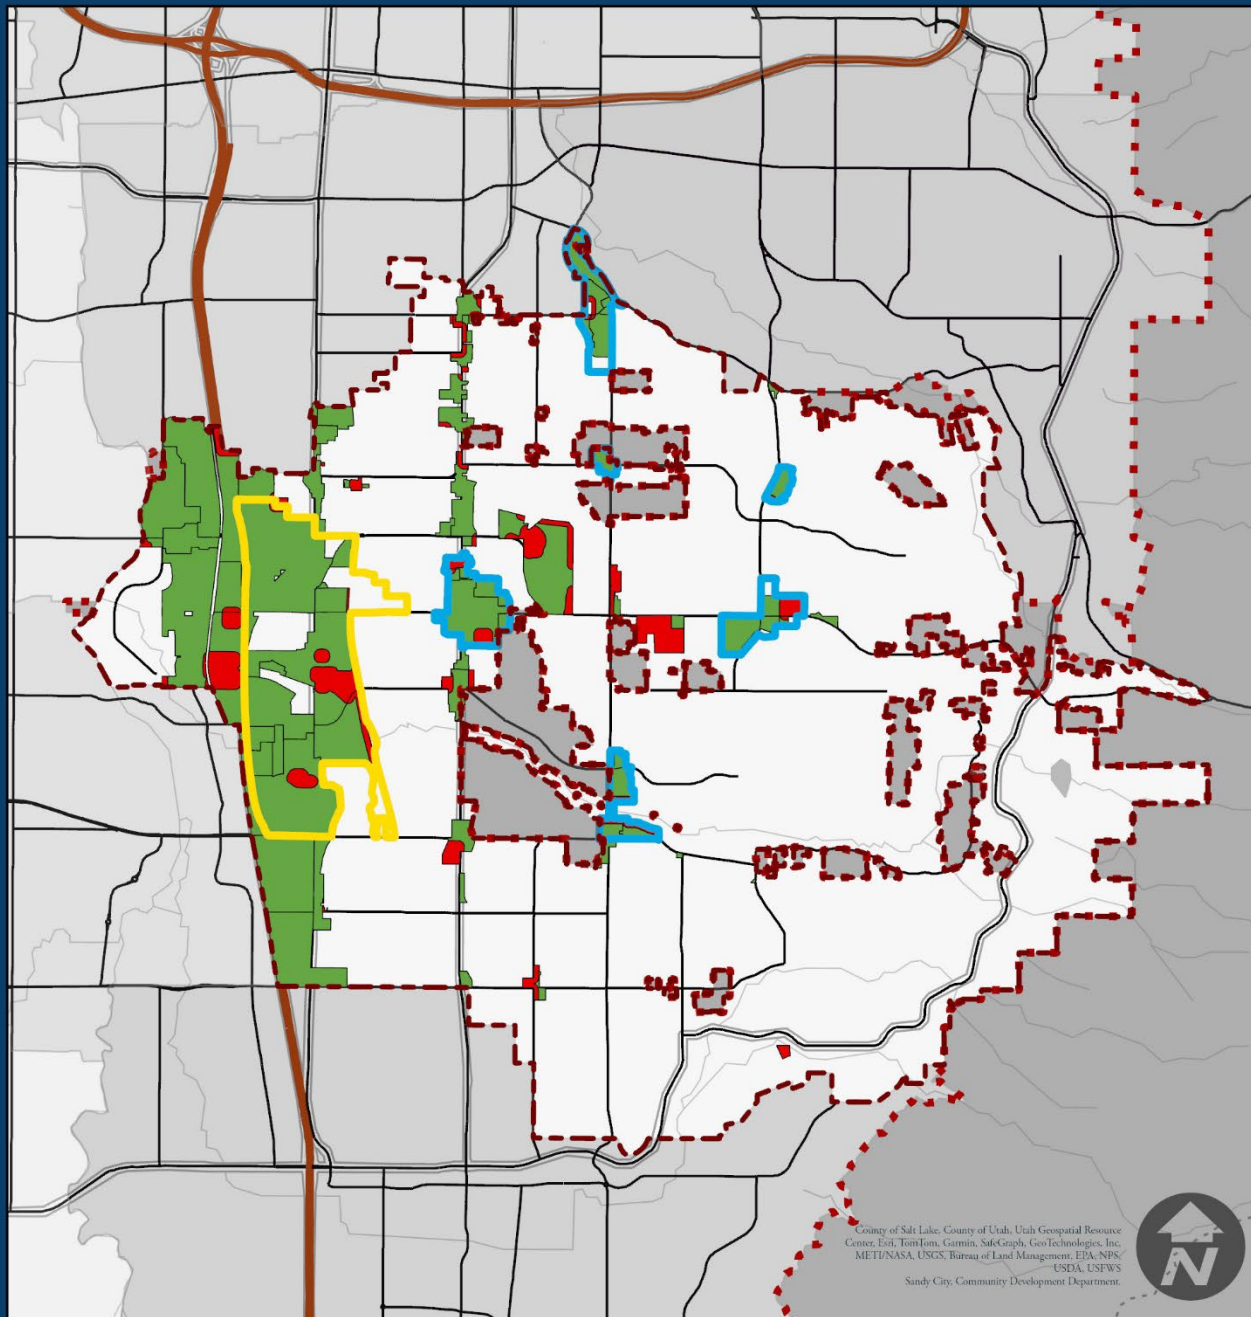 County of Salt Lake, County of Utah, Utah Geospatial Resource
Center, Esri, TomTom, Garmin, SafeGraph, GeoTechnologies, Inc,
METI/NASA, USGS, Bureau of Land Management, EPA, NPS,
USDA, USFWS
Sandy City, Community Development Department.
N